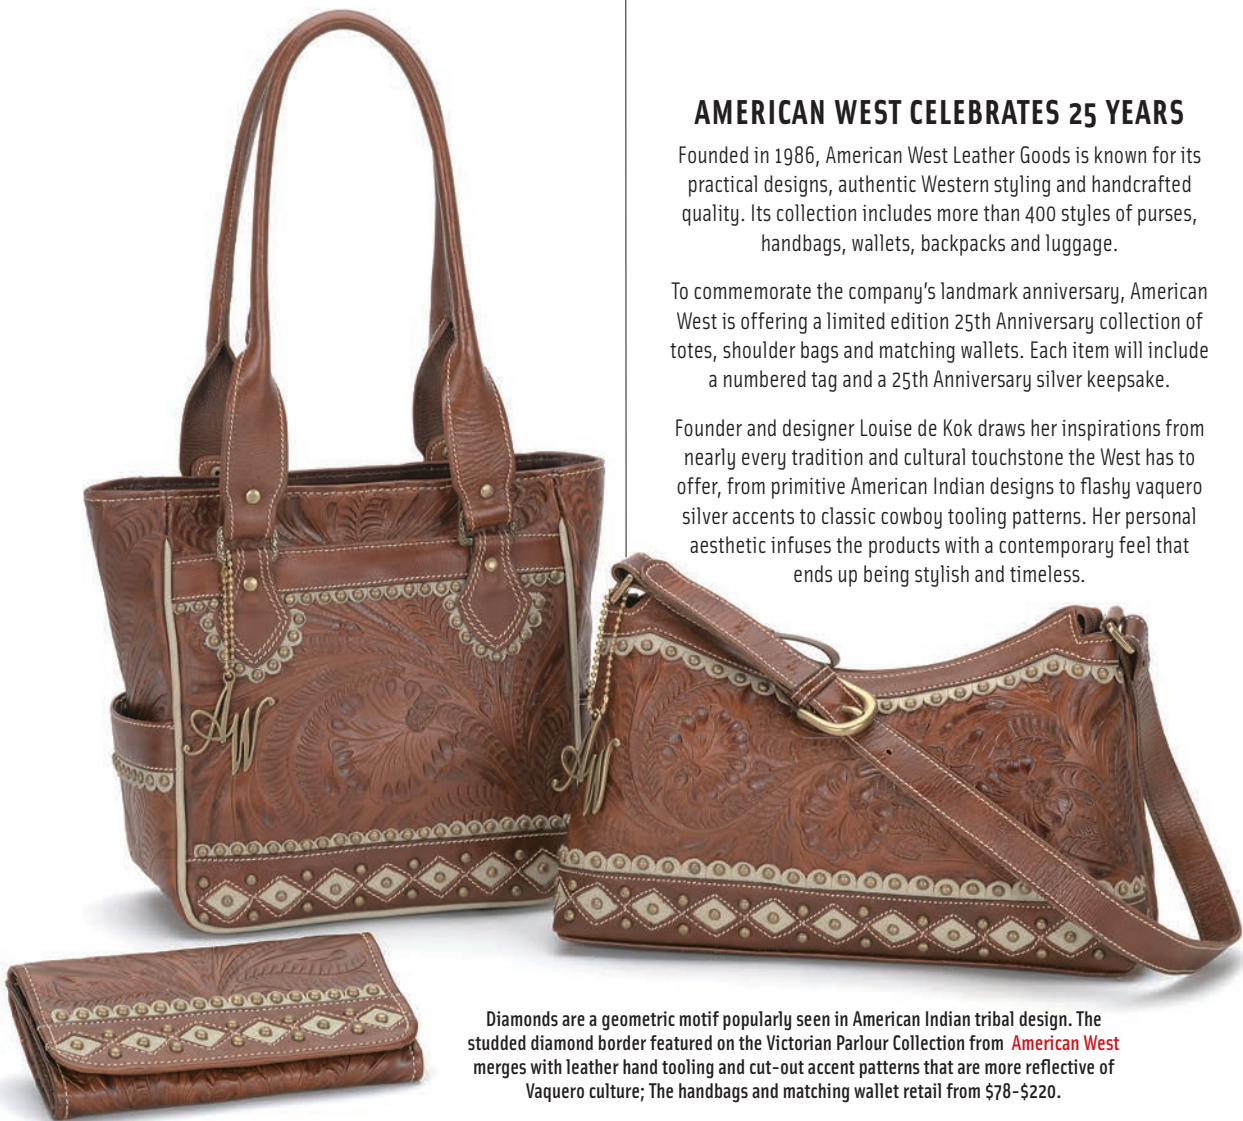 AMERICAN WEST CELEBRATES 25 YEARS
Founded in 1986, American West Leather Goods is known for its
practical designs, authentic Western styling and handcrafted
quality. Its collection includes more than 400 styles of purses,
handbags, wallets, backpacks and luggage.
To commemorate the company's landmark anniversary, American
West is offering a limited edition 25th Anniversary collection of
totes, shoulder bags and matching wallets. Each item will include
a numbered tag and a 25th Anniversary silver keepsake.
Founder and designer Louise de Kok draws her inspirations from
nearly every tradition and cultural touchstone the West has to
offer, from primitive American Indian designs to flashy vaquero
silver accents to classic cowboy tooling patterns. Her personal
aesthetic infuses the products with a contemporary feel that
ends up being stylish and timeless.
AW
AW
Diamonds are a geometric motif popularly seen in American Indian tribal design. The
studded diamond border featured on the Victorian Parlour Collection from American West
merges with leather hand tooling and cut-out accent patterns that are more reflective of
Vaquero culture; The handbags and matching wallet retail from $78-$220.